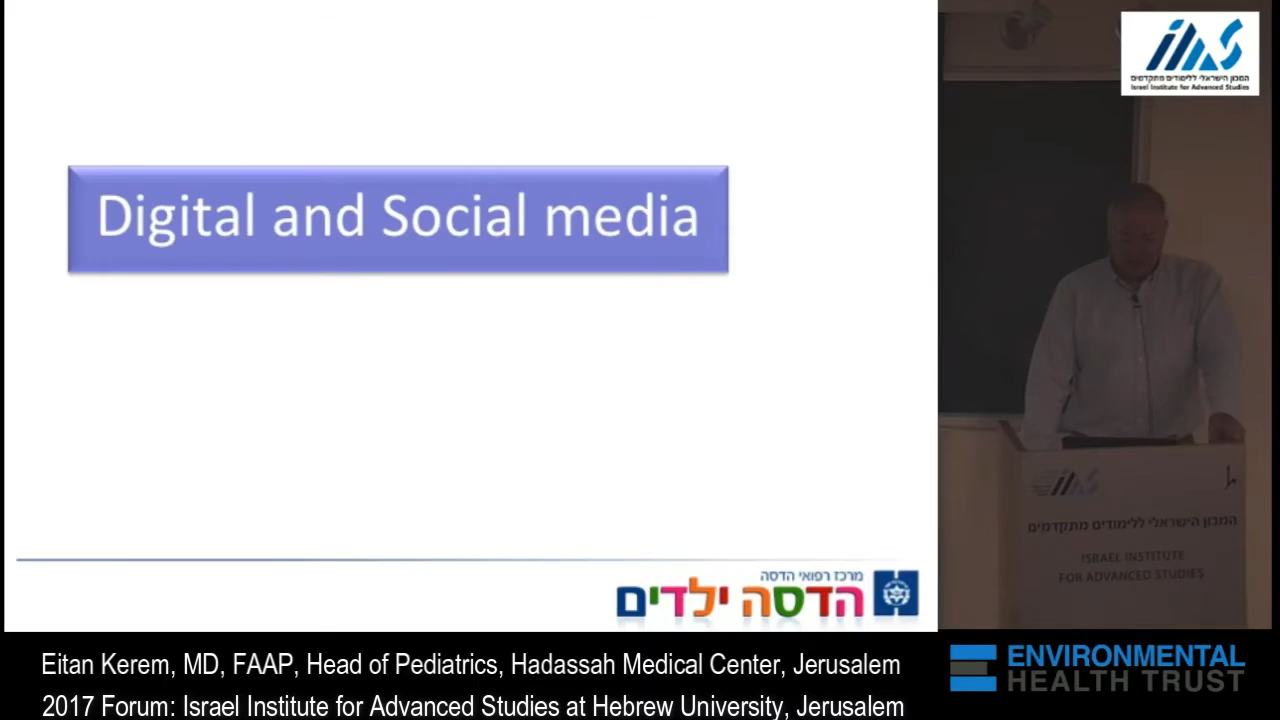 Digital and Social media
מרכז רפואי הדסה
הדסה ילדים
Eitan Kerem, MD, FAAP, Head of Pediatrics, Hadassah Medical Center, Jerusalem
2017 Forum: Israel Institute for Advanced Studies at Hebrew University, Jerusalem
המכון הישראלי ללימודים מתקדמים
Israel Institute for Advanced Studies
המכון הישראלי ללימודים מתקדמים
ISRAEL INSTITUTE
FOR ADVANCED STUDIES
ENVIRONMENTAL
HEALTH TRUST